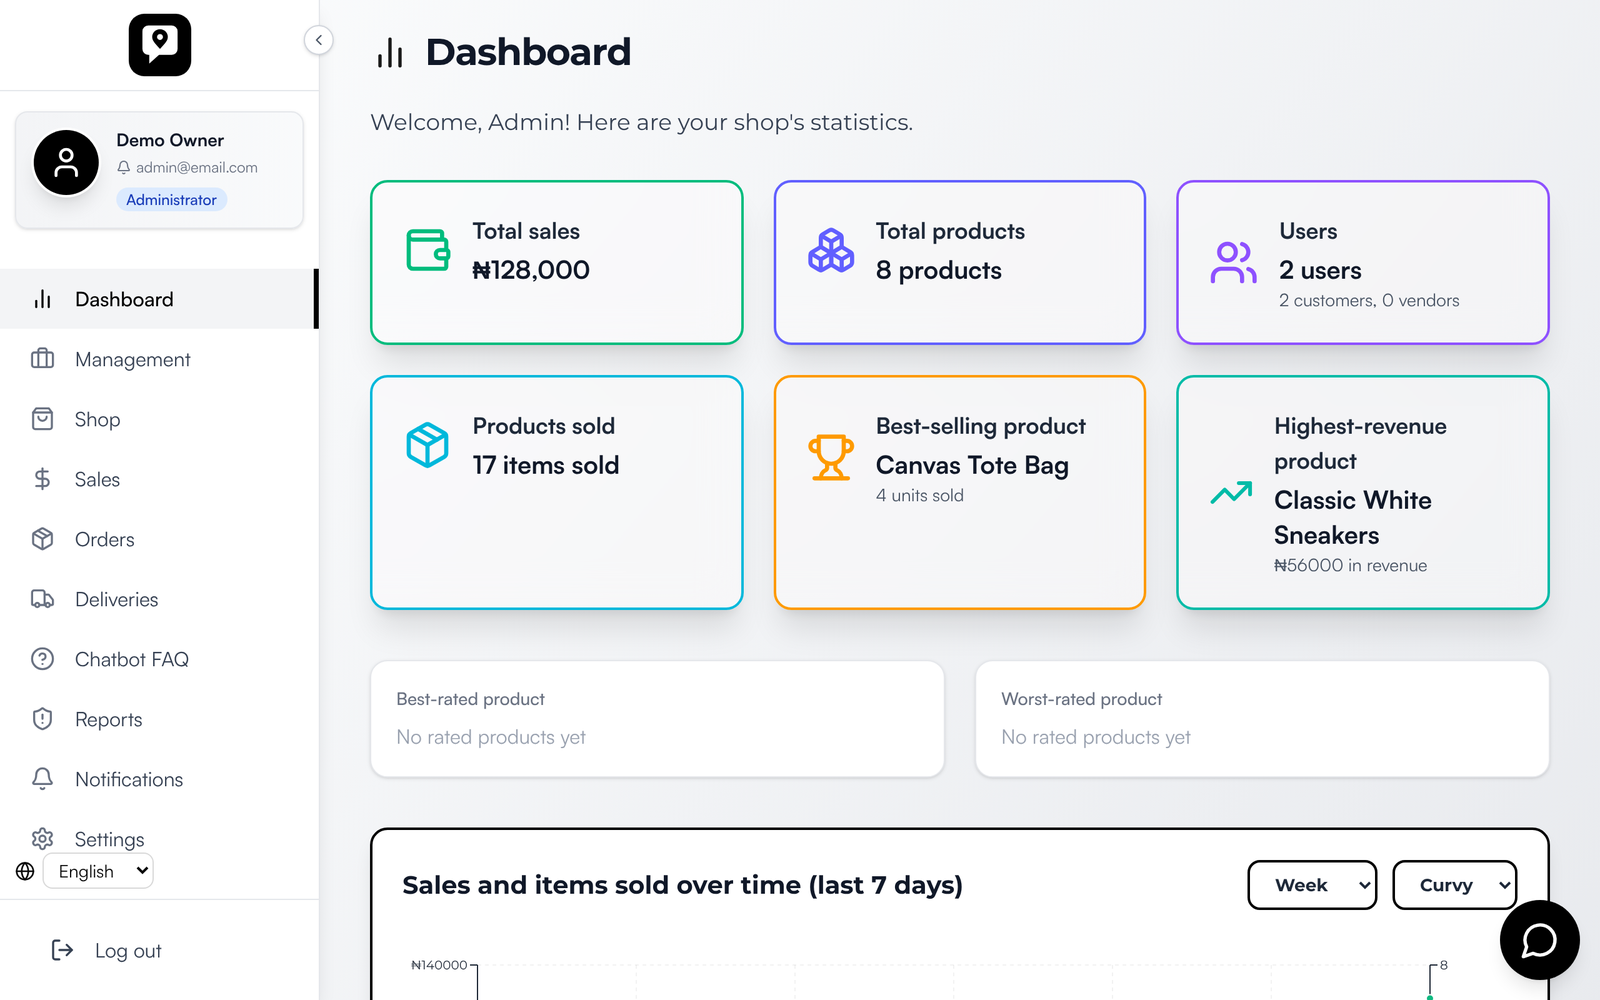 Demo Owner
admin@email.com
Administrator
Dashboard
Management
Shop
Sales
Orders
Deliveries
Chatbot FAQ
Reports
Notifications
Settings
English
Log out
Dashboard
Welcome, Admin! Here are your shop's statistics.
Total sales
₦128,000
Total products
8 products
Users
2 users
2 customers, 0 vendors
Products sold
17 items sold
Best-selling product
Canvas Tote Bag
4 units sold
Highest-revenue
product
Classic White
Sneakers
₦56000 in revenue
Best-rated product
No rated products yet
Worst-rated product
No rated products yet
Sales and items sold over time (last 7 days)
Week
Curvy
₦140000
8